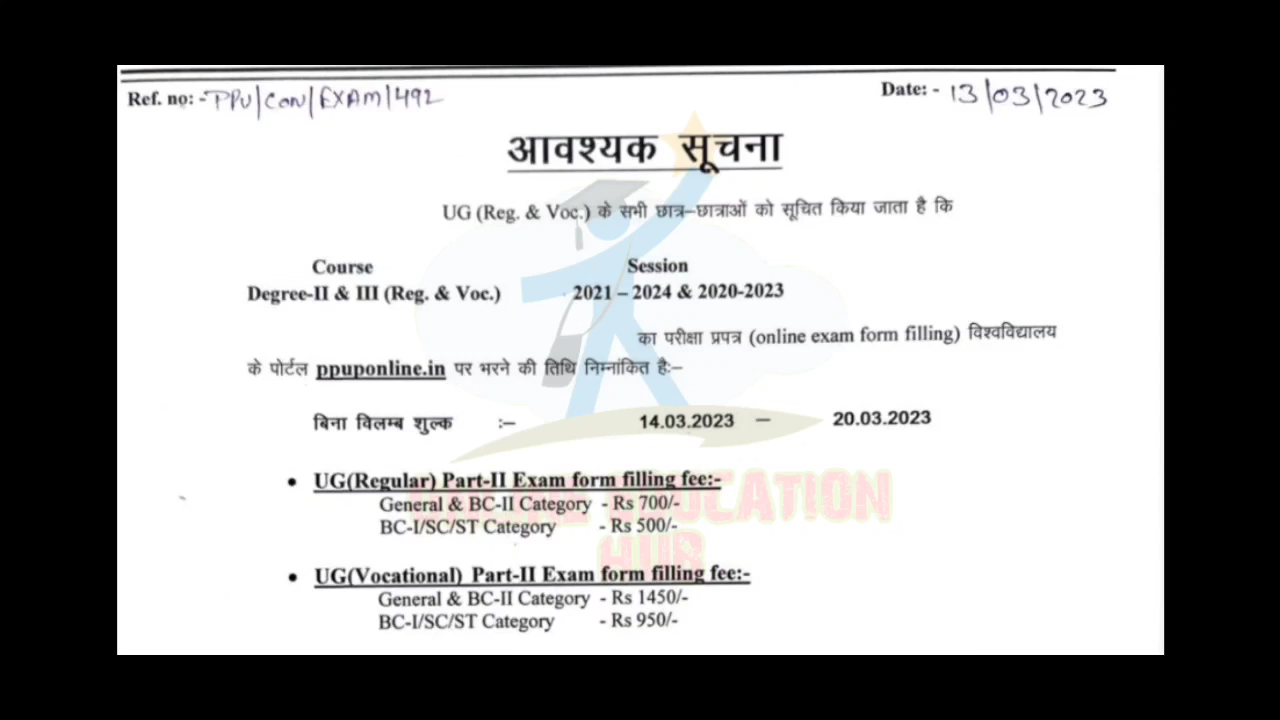 Ref. no: - PPU/CON/EXAM/492 Date: - 13/03/2023
आवश्यक सूचना
UG (Reg. & Voc.) के सभी छात्र–छात्राओं को सूचित किया जाता है कि
Course Session
Degree-II & III (Reg. & Voc.) 2021 – 2024 & 2020-2023
का परीक्षा प्रपत्र (online exam form filling) विश्वविद्यालय
के पोर्टल ppuponline.in पर भरने की तिथि निम्नांकित हैः–
बिना विलम्ब शुल्क :– 14.03.2023 – 20.03.2023
• UG(Regular) Part-II Exam form filling fee:-
General & BC-II Category - Rs 700/-
BC-I/SC/ST Category - Rs 500/-
EDUCATION
HUB
• UG(Vocational) Part-II Exam form filling fee:-
General & BC-II Category - Rs 1450/-
BC-I/SC/ST Category - Rs 950/-